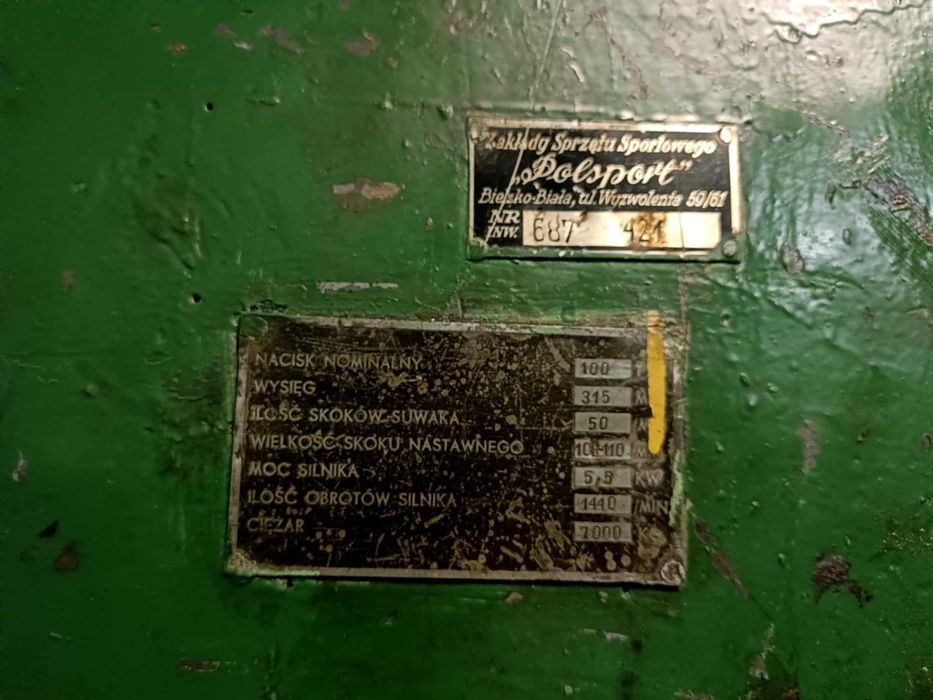 Zakłady Sprzętu Sportowego
„Polsport”
Bielsko-Biała, ul. Wyzwolenia 59/61
NR INW. 687 421
NACISK NOMINALNY 100 T
WYSIĘG 315 M
ILOŚĆ SKOKÓW SUWAKA 50
WIELKOŚĆ SKOKU NASTAWNEGO 10-110 M
MOC SILNIKA 5,5 KW
ILOŚĆ OBROTÓW SILNIKA 1440 /MIN
CIĘŻAR 7000 KG